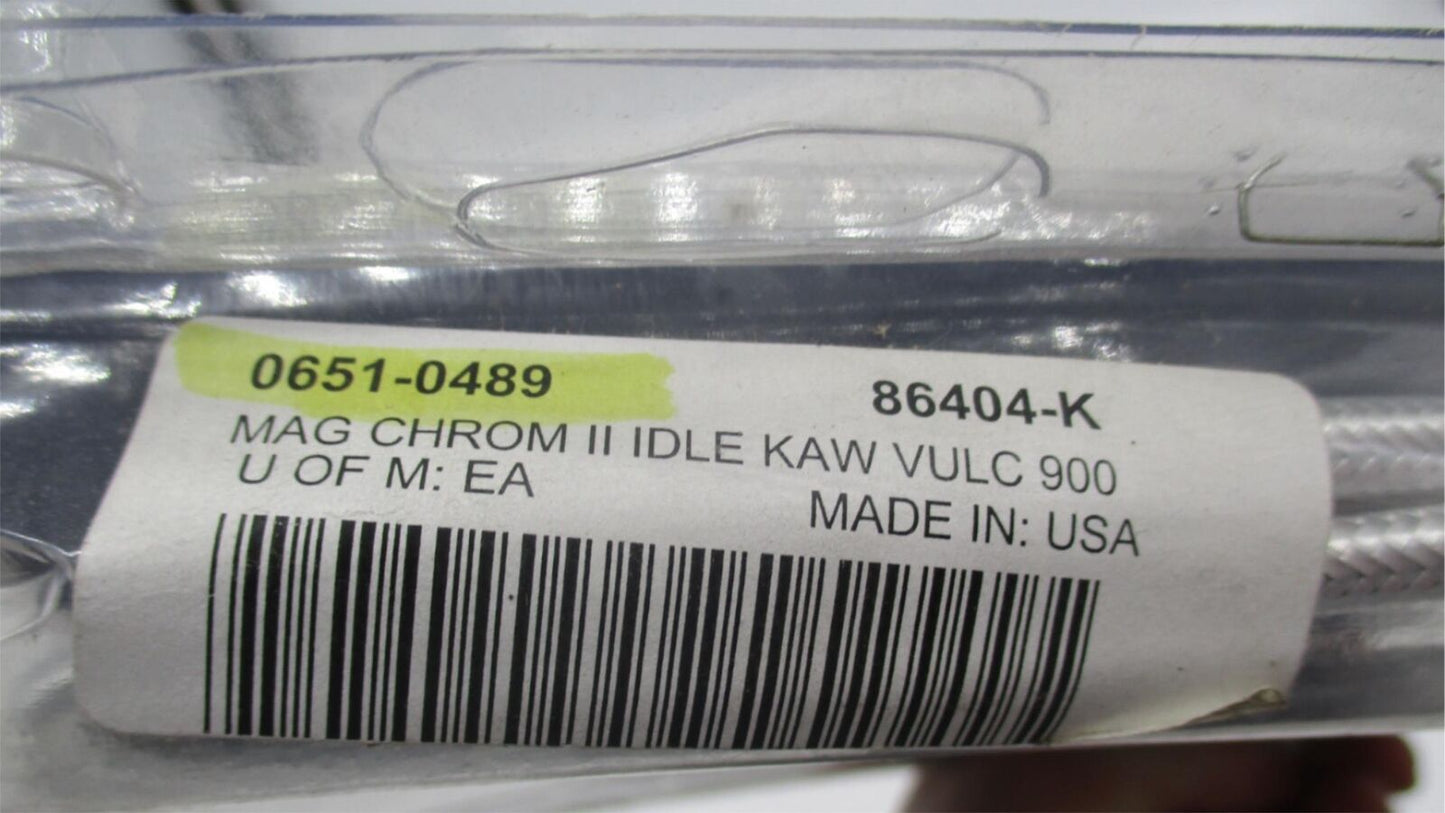 0651-0489 86404-K
MAG CHROM II IDLE KAW VULC 900
U OF M: EA MADE IN: USA